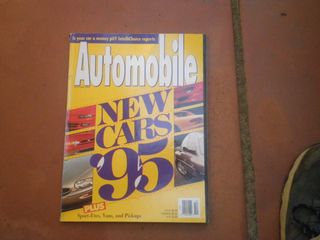 Is your car a money pit? IntelliChoice reports
Automobile
NEW
CARS
'95
PLUS
Sport-Utes, Vans, and Pickups